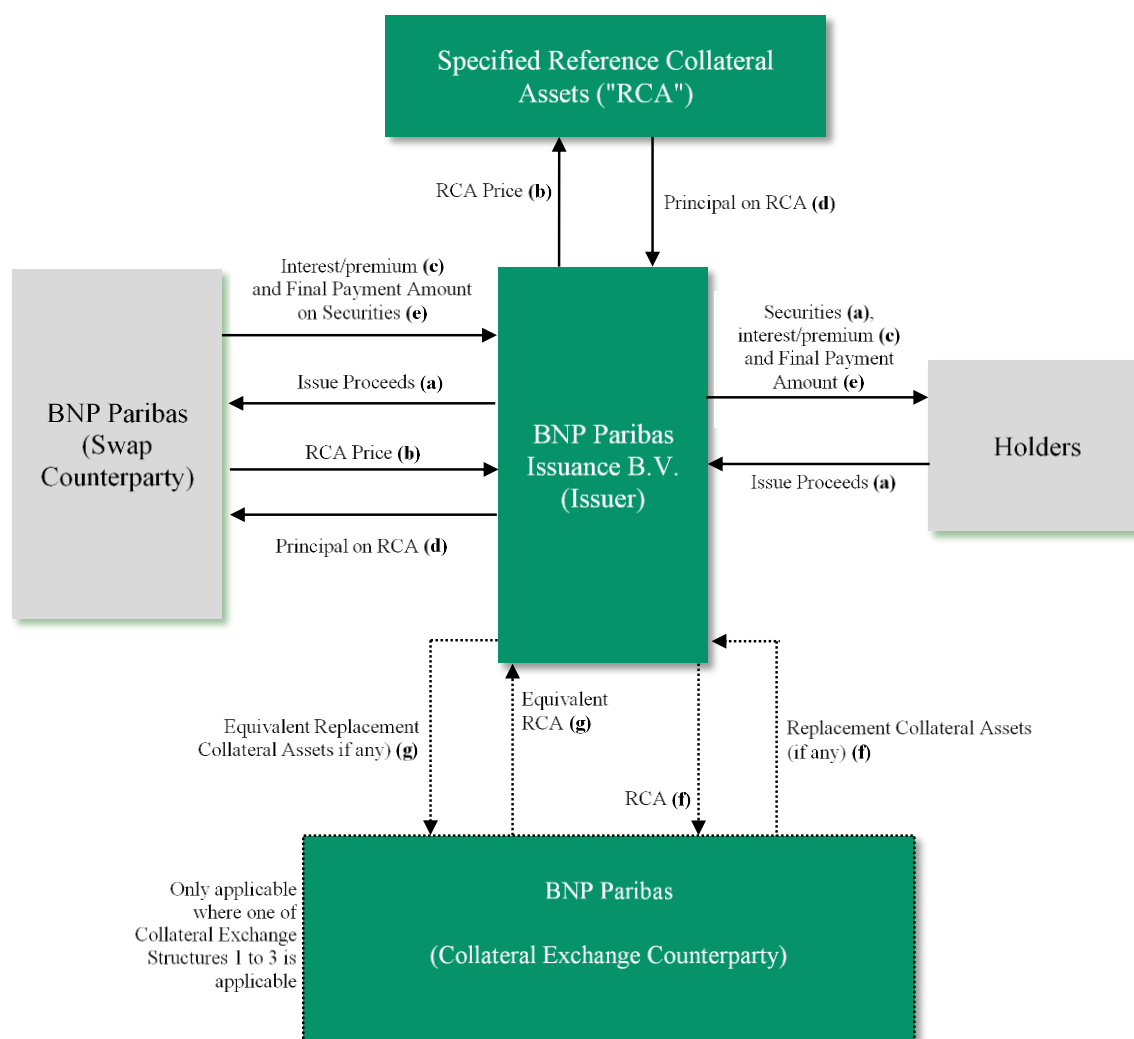 Specified Reference Collateral
Assets ("RCA")
RCA Price (b)
Principal on RCA (d)
Interest/premium (c)
and Final Payment Amount
on Securities (e)
Issue Proceeds (a)
RCA Price (b)
Principal on RCA (d)
BNP Paribas
(Swap
Counterparty)
BNP Paribas
Issuance B.V.
(Issuer)
Securities (a),
interest/premium (c)
and Final Payment
Amount (e)
Issue Proceeds (a)
Holders
Equivalent Replacement
Collateral Assets if any) (g)
Equivalent
RCA (g)
RCA (f)
Replacement Collateral Assets
(if any) (f)
Only applicable
where one of
Collateral Exchange
Structures 1 to 3 is
applicable
BNP Paribas
(Collateral Exchange Counterparty)